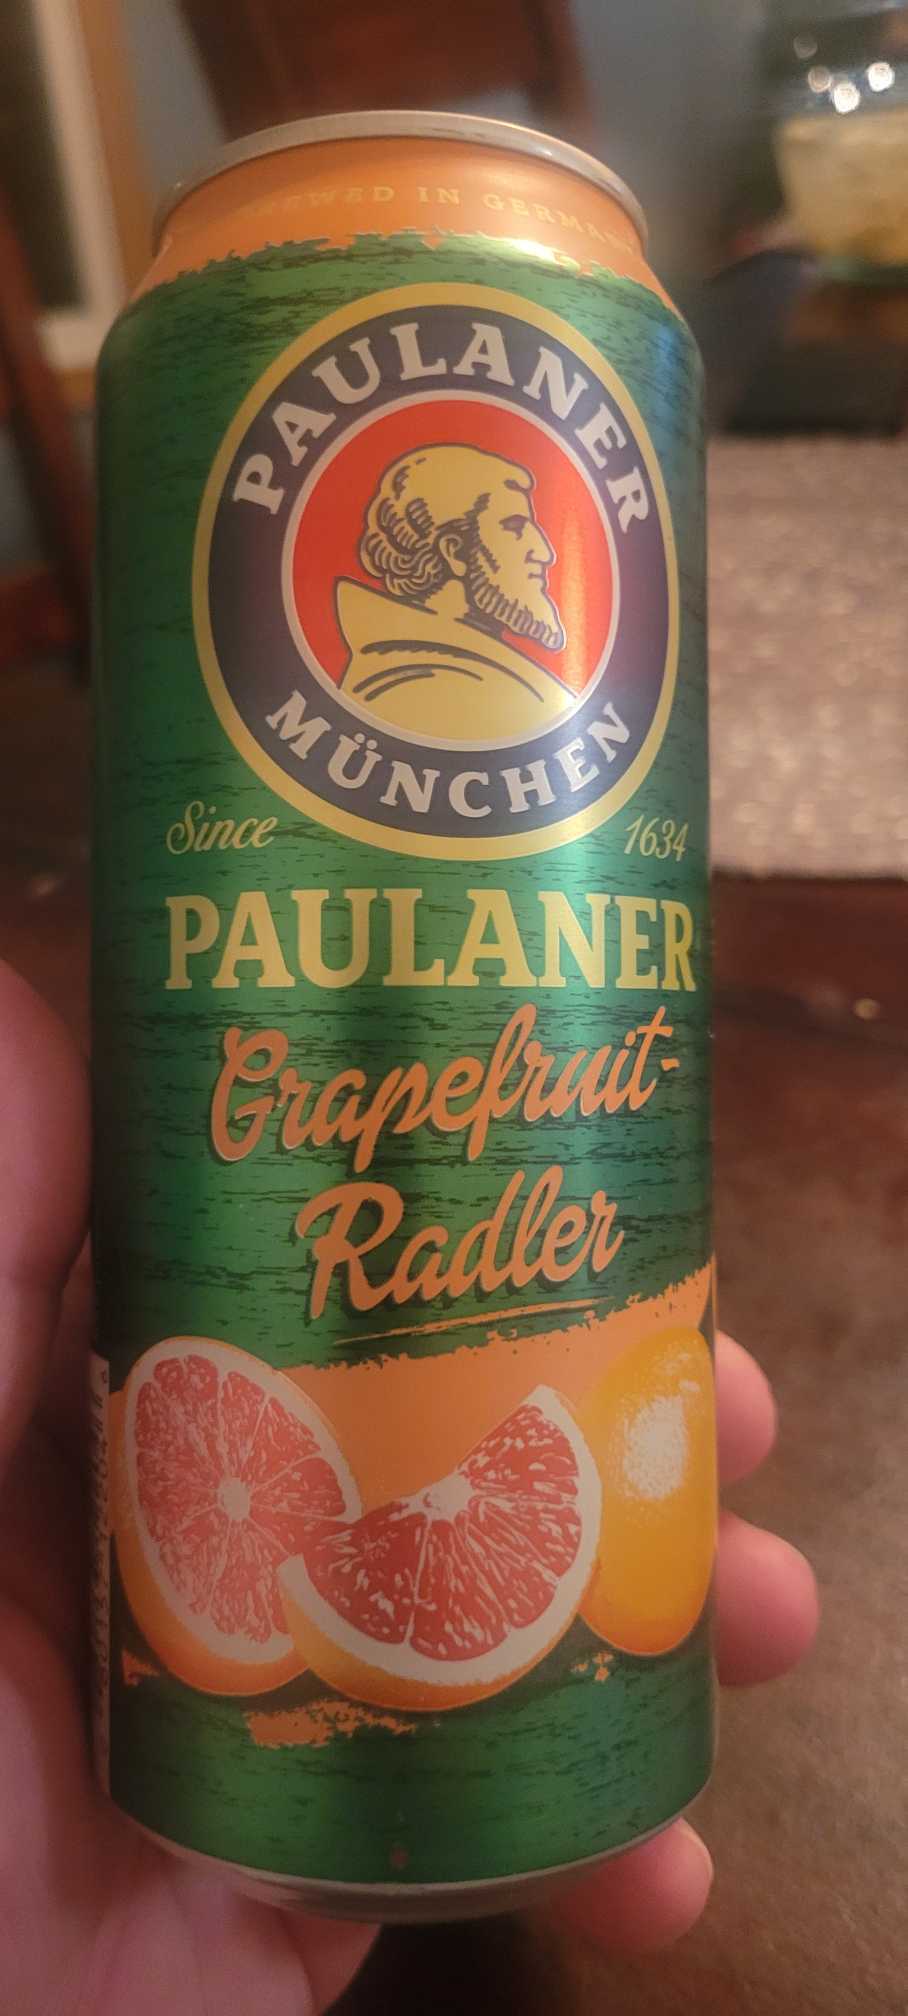 BREWED IN GERMANY
PAULANER
MÜNCHEN
Since 1634
PAULANER
Grapefruit-
Radler